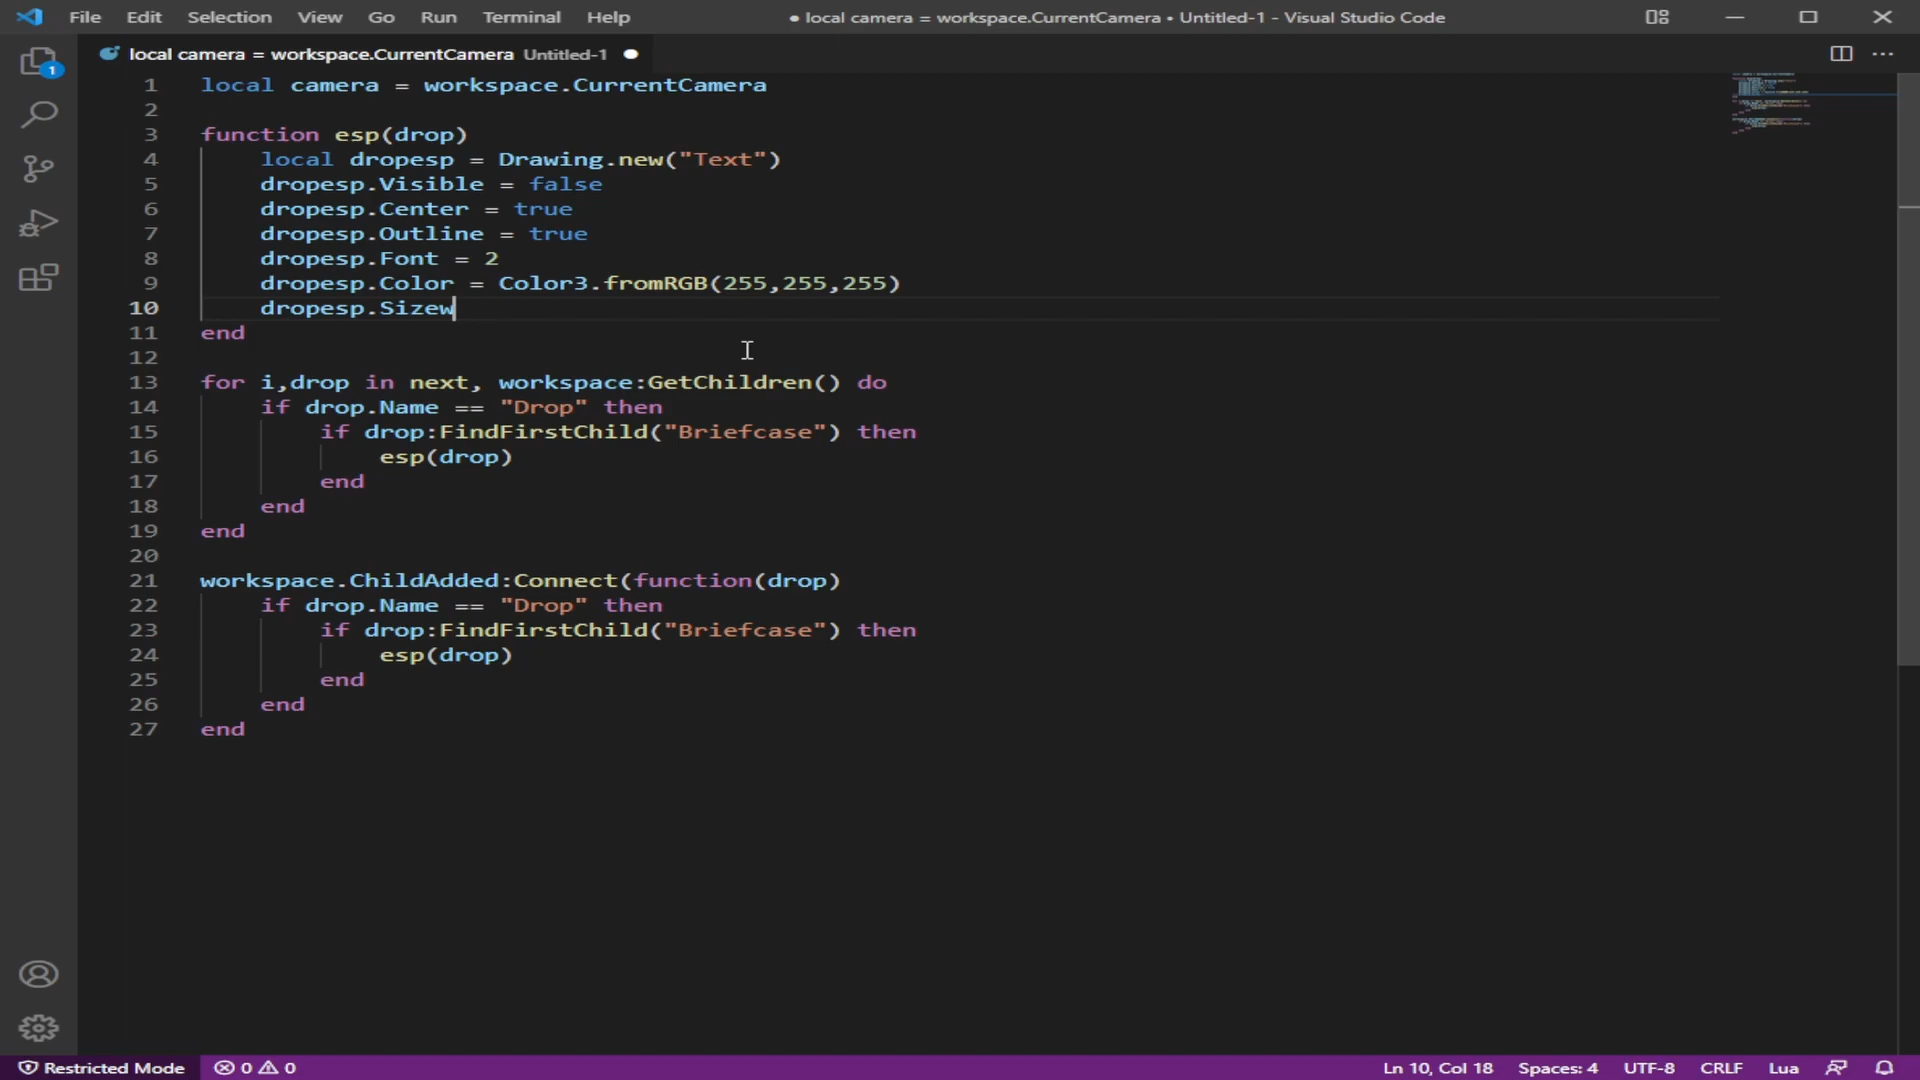 File Edit Selection View Go Run Terminal Help ● local camera = workspace.CurrentCamera • Untitled-1 - Visual Studio Code
local camera = workspace.CurrentCamera Untitled-1 ●
1
1 local camera = workspace.CurrentCamera
2
3 function esp(drop)
4 local dropesp = Drawing.new("Text")
5 dropesp.Visible = false
6 dropesp.Center = true
7 dropesp.Outline = true
8 dropesp.Font = 2
9 dropesp.Color = Color3.fromRGB(255,255,255)
10 dropesp.Sizew
11 end
12
13 for i,drop in next, workspace:GetChildren() do
14 if drop.Name == "Drop" then
15 if drop:FindFirstChild("Briefcase") then
16 esp(drop)
17 end
18 end
19 end
20
21 workspace.ChildAdded:Connect(function(drop)
22 if drop.Name == "Drop" then
23 if drop:FindFirstChild("Briefcase") then
24 esp(drop)
25 end
26 end
27 end
Restricted Mode 0 0 Ln 10, Col 18 Spaces: 4 UTF-8 CRLF Lua